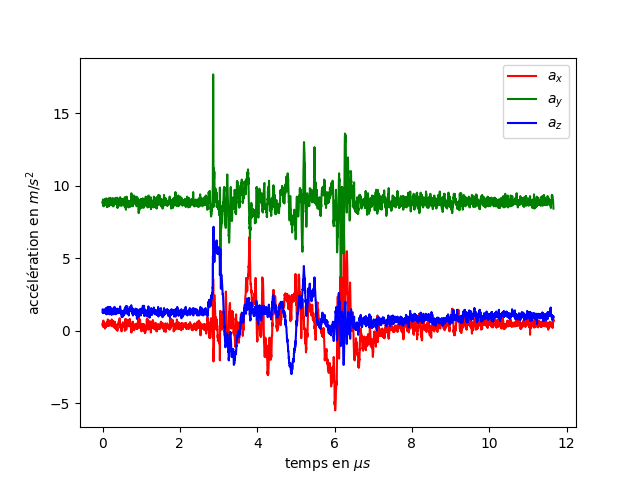 a_x
a_y
a_z
accélération en m/s²
15
10
5
0
−5
0
2
4
6
8
10
12
temps en μs